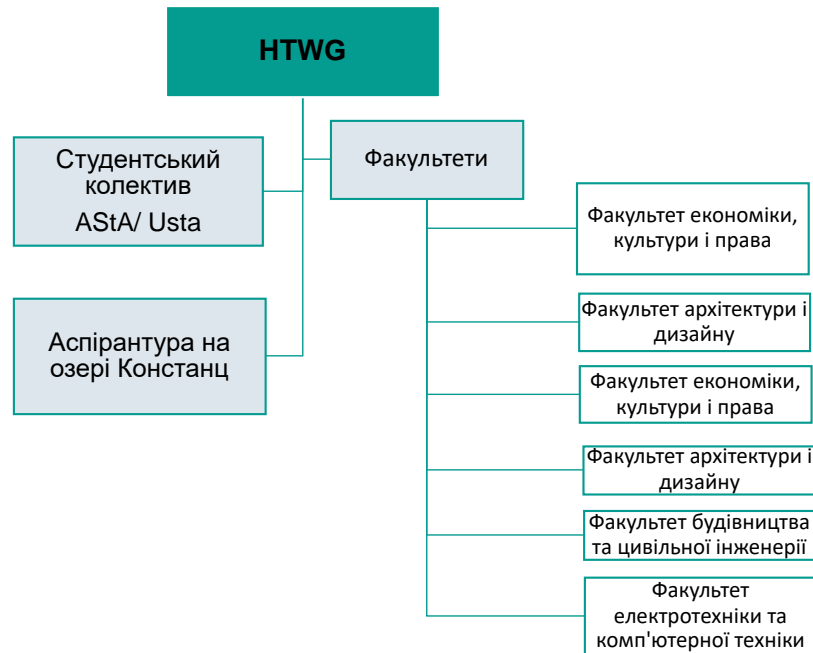 HTWG
Студентський
колектив
AStA/ Usta
Факультети
Аспірантура на
озері Констанц
Факультет економіки,
культури і права
Факультет архітектури і
дизайну
Факультет економіки,
культури і права
Факультет архітектури і
дизайну
Факультет будівництва
та цивільної інженерії
Факультет
електротехніки та
комп'ютерної техніки